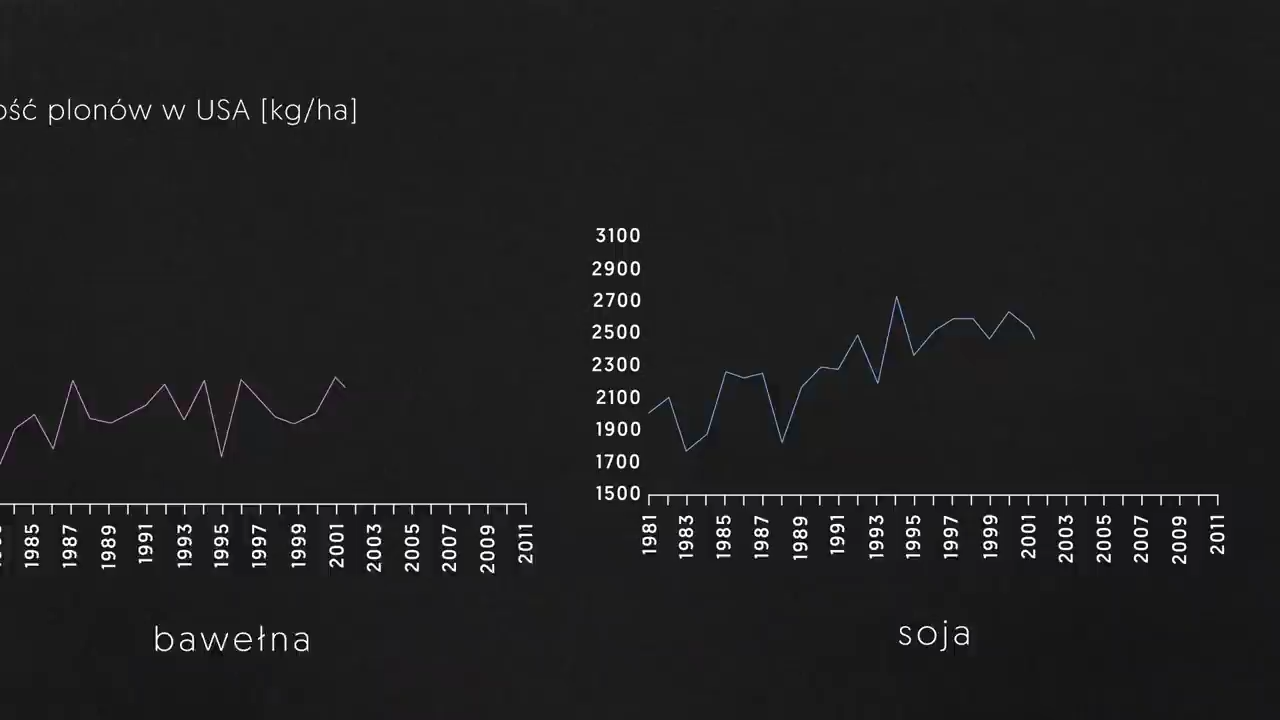 plonów w USA [kg/ha]
3100
2900
2700
2500
2300
2100
1900
1700
1500
1985 1987 1989 1991 1993 1995 1997 1999 2001 2003 2005 2007 2009 2011
1981 1983 1985 1987 1989 1991 1993 1995 1997 1999 2001 2003 2005 2007 2009 2011
bawełna
soja